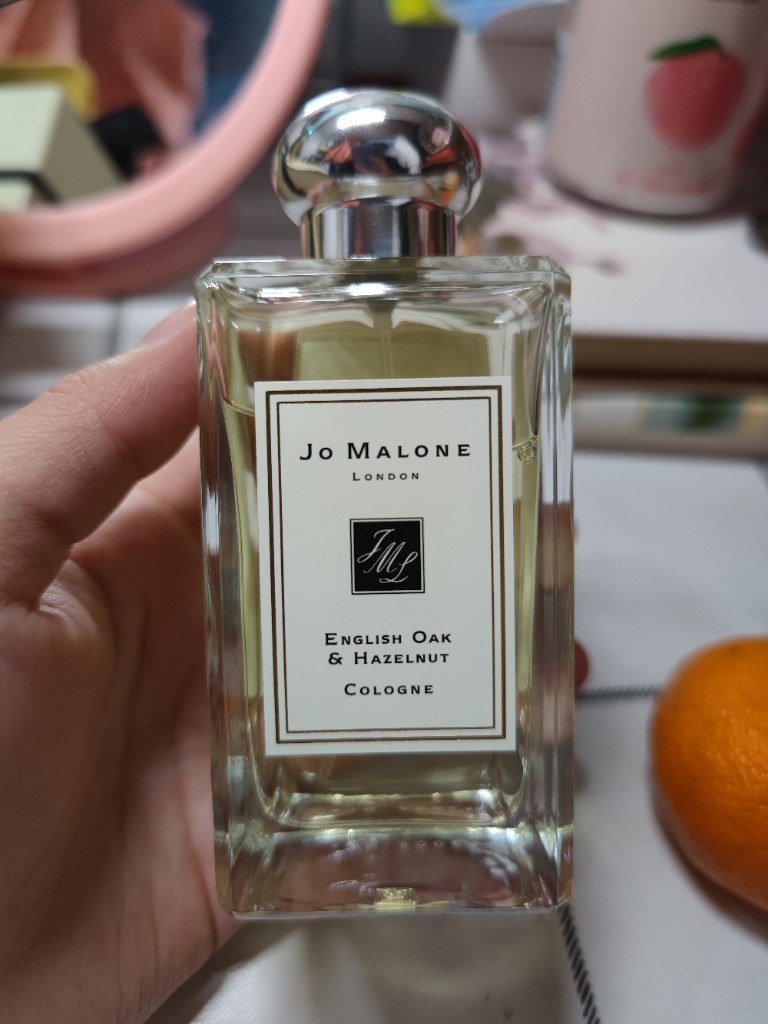 Jo Malone
London
JML
English Oak
& Hazelnut
Cologne